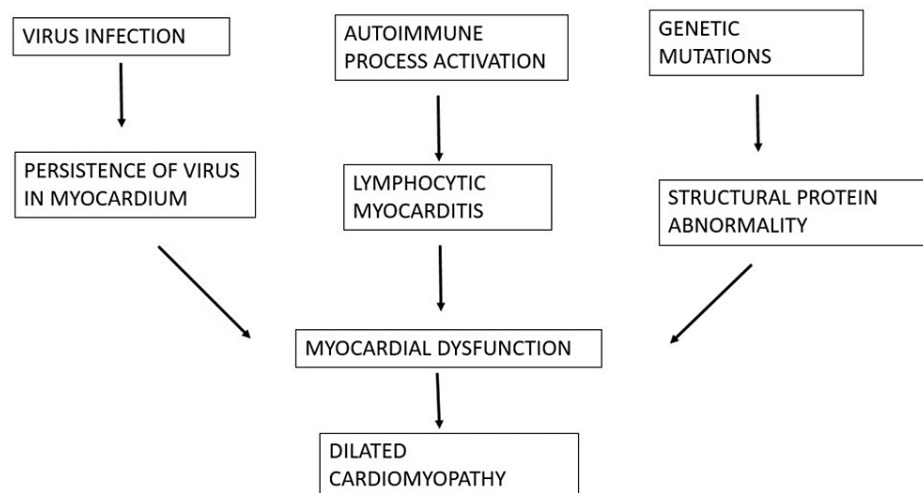 VIRUS INFECTION
AUTOIMMUNE
PROCESS ACTIVATION
GENETIC
MUTATIONS
PERSISTENCE OF VIRUS
IN MYOCARDIUM
LYMPHOCYTIC
MYOCARDITIS
STRUCTURAL PROTEIN
ABNORMALITY
MYOCARDIAL DYSFUNCTION
DILATED
CARDIOMYOPATHY